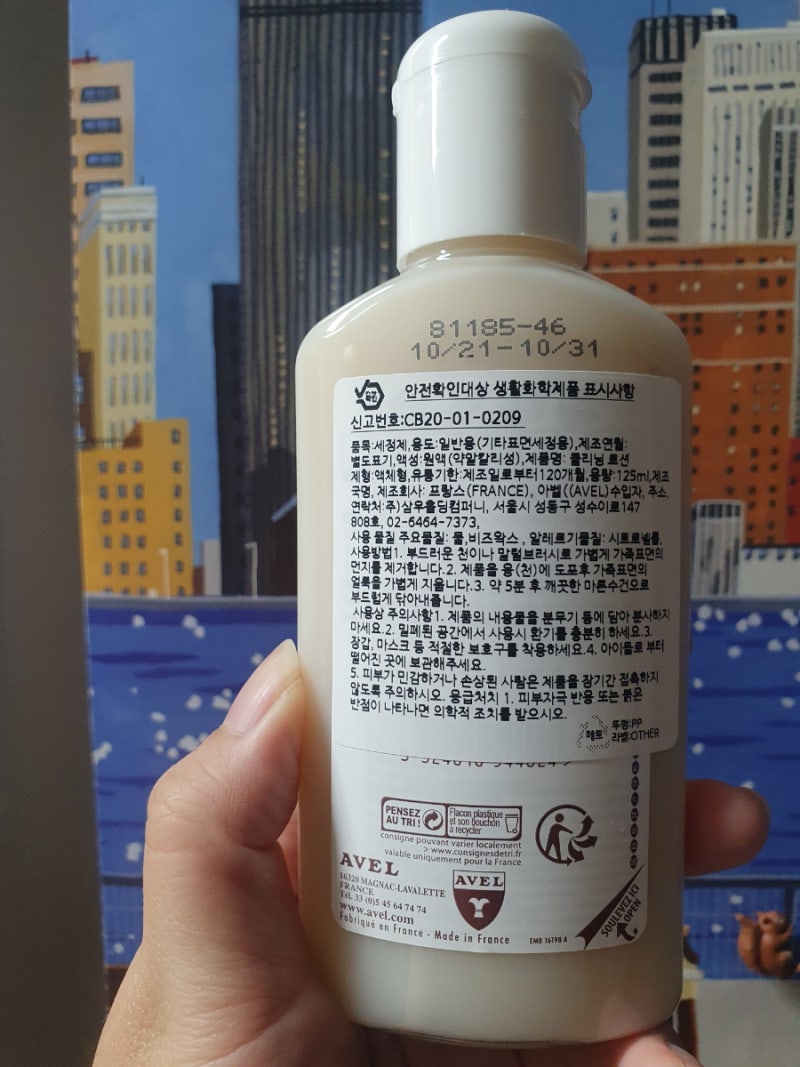 81185-46
10/21-10/31
안전확인대상 생활화학제품 표시사항
신고번호:CB20-01-0209
품목:세정제,용도:일반용(기타표면세정용),제조연월:
별도표기,액성:원액(약알칼리성),제품명: 클리닝 로션
제형:액체형,유통기한:제조일로부터120개월,용량:125ml,제조
국명, 제조회사: 프랑스(FRANCE), 아벨((AVEL)수입자, 주소,
연락처:주)삼우홀딩컴퍼니, 서울시 성동구 성수이로147
808호, 02-6464-7373,
사용 물질 주요물질: 물,비즈왁스 , 알레르기물질: 시트로넬롤,
사용방법1. 부드러운 천이나 말털브러시로 가볍게 가죽표면의
먼지를 제거합니다.2. 제품을 융(천)에 도포후 가죽표면의
얼룩을 가볍게 지웁니다.3. 약 5분 후 깨끗한 마른수건으로
부드럽게 닦아내줍니다.
사용상 주의사항1. 제품의 내용물을 분무기 등에 담아 분사하지
마세요.2. 밀폐된 공간에서 사용시 환기를 충분히 하세요.3.
장갑, 마스크 등 적절한 보호구를 착용하세요.4. 아이들로 부터
떨어진 곳에 보관해주세요.
5. 피부가 민감하거나 손상된 사람은 제품을 장기간 접촉하지
않도록 주의하시오. 응급처치 1. 피부자극 반응 또는 붉은
반점이 나타나면 의학적 조치를 받으시오.
페트
뚜껑:PP
라벨:OTHER
PENSEZ
AU TRI !
Flacon plastique
et son bouchon
à recycler
consigne pouvant varier localement
> www.consignesdetri.fr
valable uniquement pour la France
AVEL
16320 MAGNAC-LAVALETTE
FRANCE
Tél. 33 (0)5 45 64 74 74
www.avel.com
Fabriqué en France - Made in France
AVEL
EMB 16198 A
SOULEVEZ ICI
OPEN